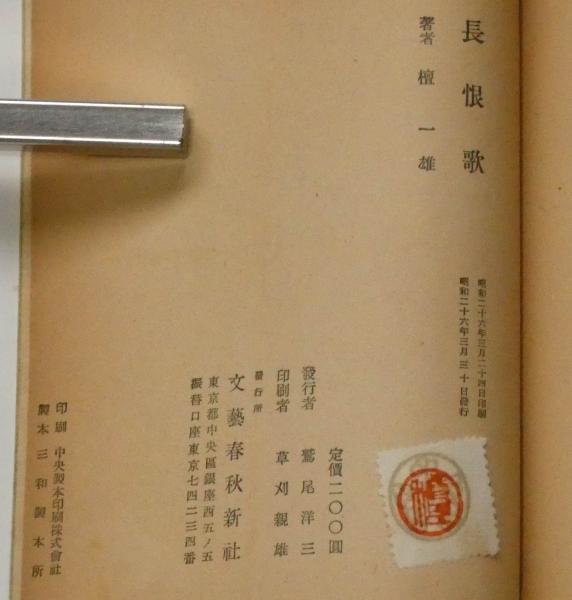 長恨歌
著者 檀一雄
昭和二十六年三月二十四日印刷
昭和二十六年三月三十日發行
定價二〇〇圓
發行者 鷲尾洋三
印刷者 草刈親雄
發行所
文藝春秋新社
東京都中央區銀座西五ノ五
振替口座東京七四二三四番
印刷 中央製本印刷株式會社
製本 三和製本所